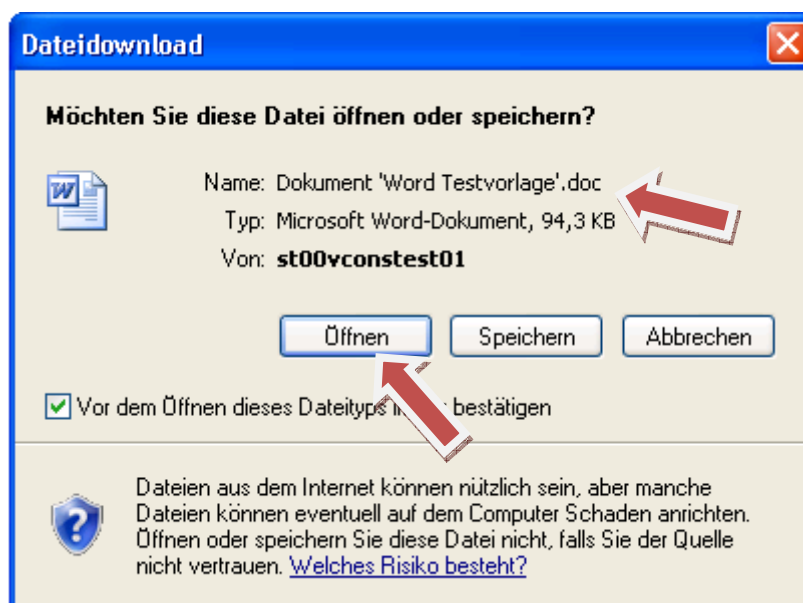 Dateidownload
Möchten Sie diese Datei öffnen oder speichern?
Name: Dokument 'Word Testvorlage'.doc
Typ: Microsoft Word-Dokument, 94,3 KB
Von: st00vconstest01
Öffnen Speichern Abbrechen
Vor dem Öffnen dieses Dateityps bestätigen
Dateien aus dem Internet können nützlich sein, aber manche
Dateien können eventuell auf dem Computer Schaden anrichten.
Öffnen oder speichern Sie diese Datei nicht, falls Sie der Quelle
nicht vertrauen. Welches Risiko besteht?